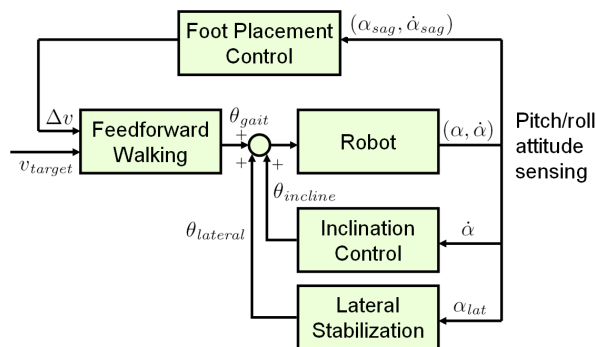 Foot Placement
Control
(α_sag, α̇_sag)
Δv
Feedforward
Walking
v_target
θ_gait
+
+
+
Robot
(α, α̇)
Pitch/roll
attitude
sensing
θ_incline
θ_lateral
Inclination
Control
α̇
Lateral
Stabilization
α_lat